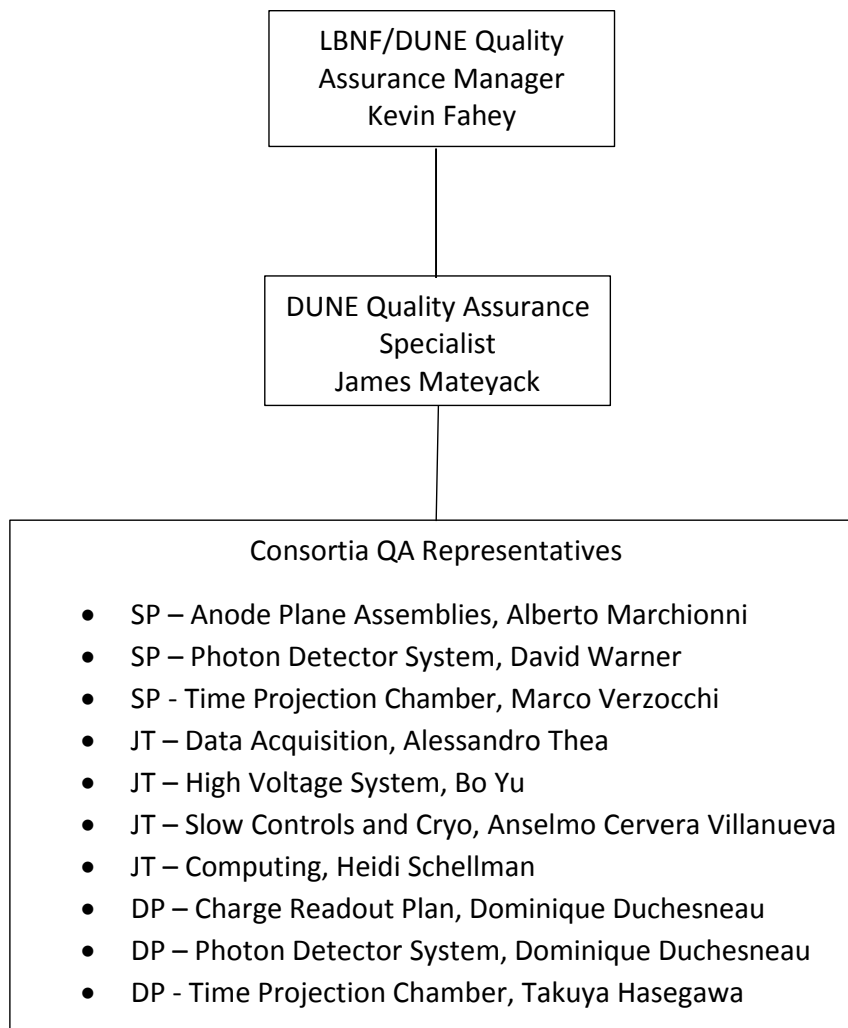 LBNF/DUNE Quality
Assurance Manager
Kevin Fahey
DUNE Quality Assurance
Specialist
James Mateyack
Consortia QA Representatives
• SP – Anode Plane Assemblies, Alberto Marchionni
• SP – Photon Detector System, David Warner
• SP - Time Projection Chamber, Marco Verzocchi
• JT – Data Acquisition, Alessandro Thea
• JT – High Voltage System, Bo Yu
• JT – Slow Controls and Cryo, Anselmo Cervera Villanueva
• JT – Computing, Heidi Schellman
• DP – Charge Readout Plan, Dominique Duchesneau
• DP – Photon Detector System, Dominique Duchesneau
• DP - Time Projection Chamber, Takuya Hasegawa